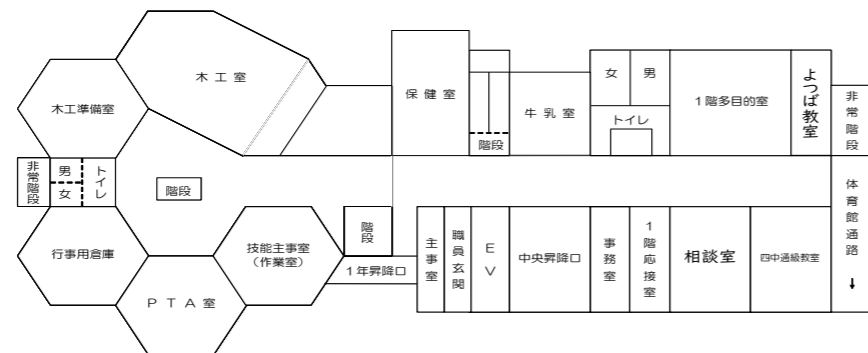 木工室
木工準備室
保健室
階段
牛乳室
女
男
トイレ
1階多目的室
よつば教室
非常階段
非常階段
男
女
トイレ
階段
行事用倉庫
PTA室
技能主事室
(作業室)
階段
1年昇降口
主事室
職員玄関
EV
中央昇降口
事務室
1階応接室
相談室
四中通級教室
体育館通路
↓